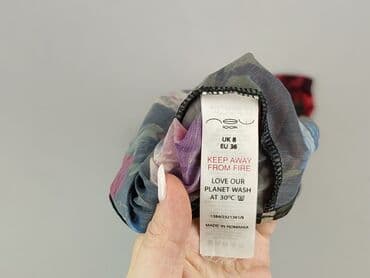 new
look
UK 8
EU 36
KEEP AWAY
FROM FIRE
LOVE OUR
PLANET WASH
AT 30°C
MADE IN ROMANIA